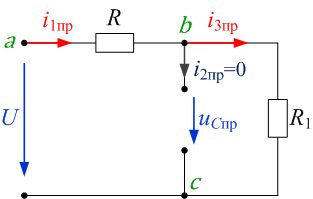 i₁пр R b i₃пр
a
i₂пр=0
U uCпр R₁
c